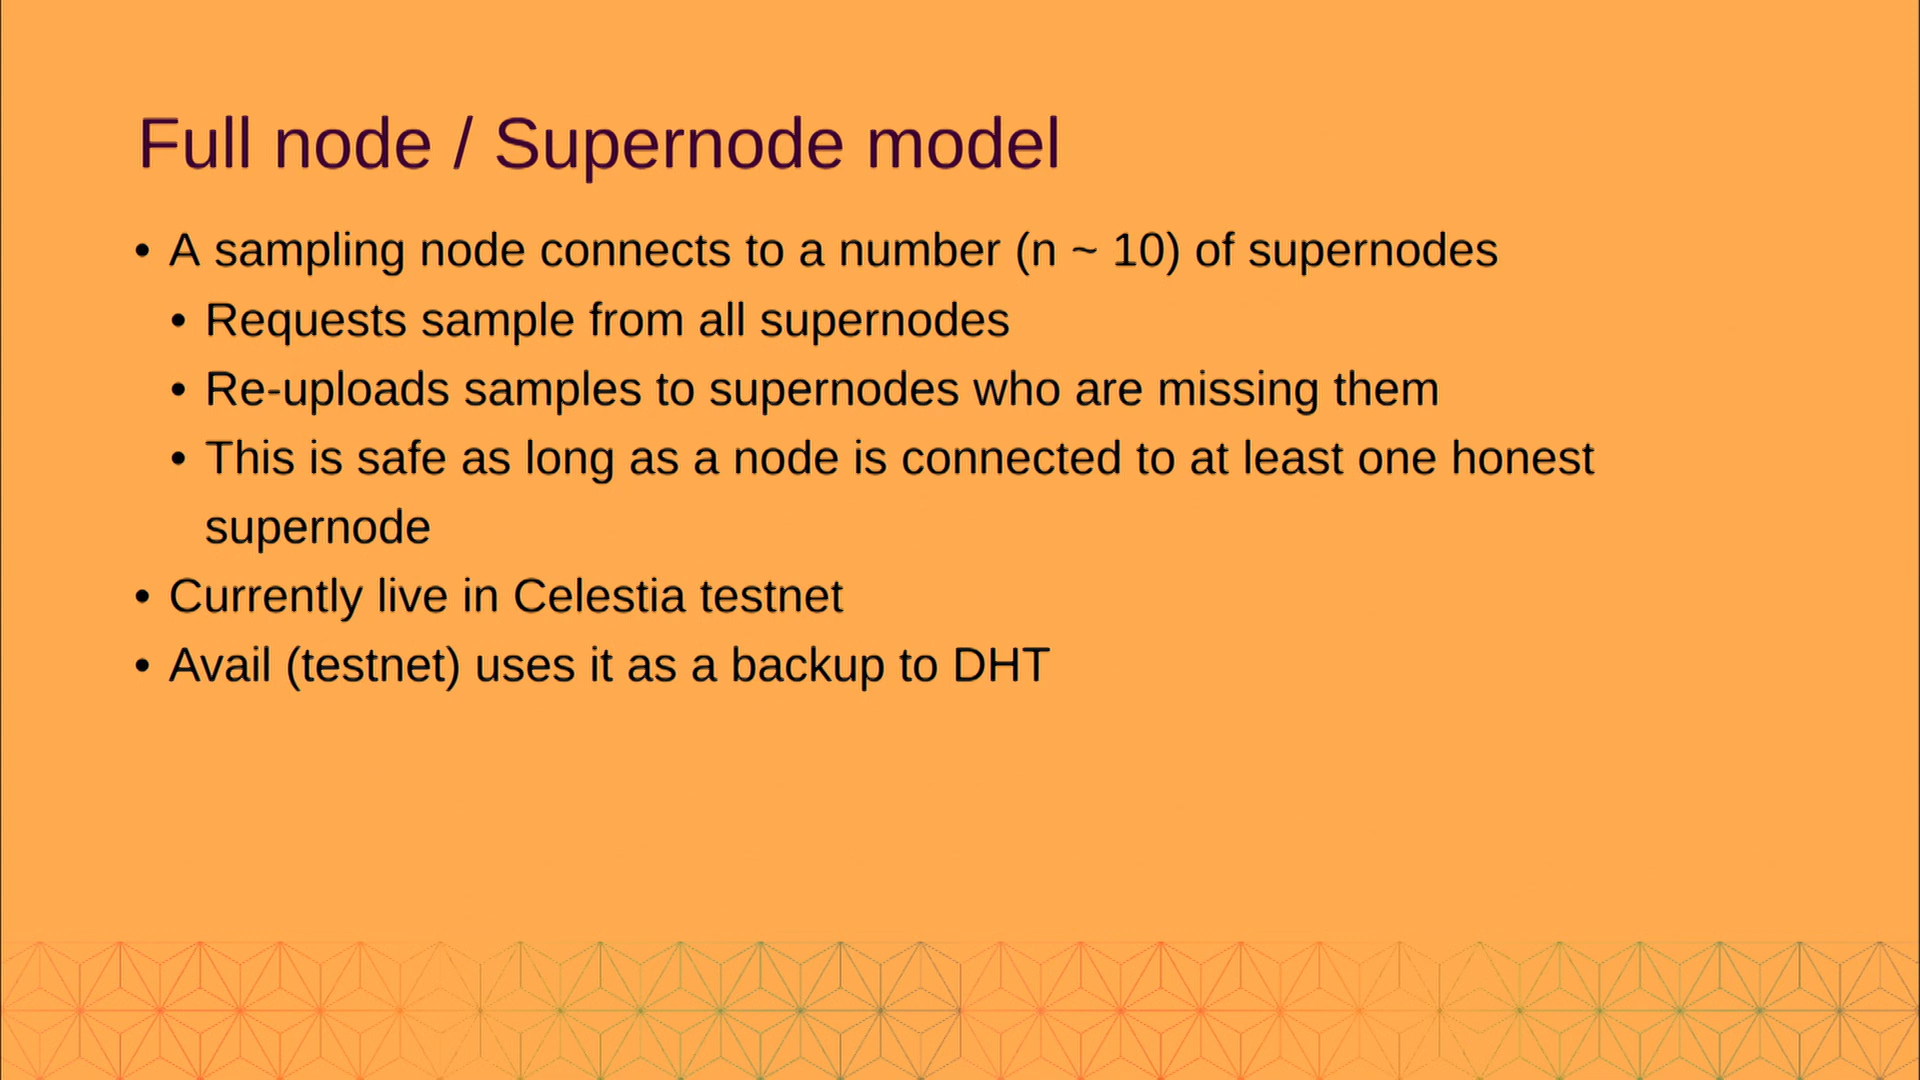 Full node / Supernode model
• A sampling node connects to a number (n ~ 10) of supernodes
• Requests sample from all supernodes
• Re-uploads samples to supernodes who are missing them
• This is safe as long as a node is connected to at least one honest
supernode
• Currently live in Celestia testnet
• Avail (testnet) uses it as a backup to DHT